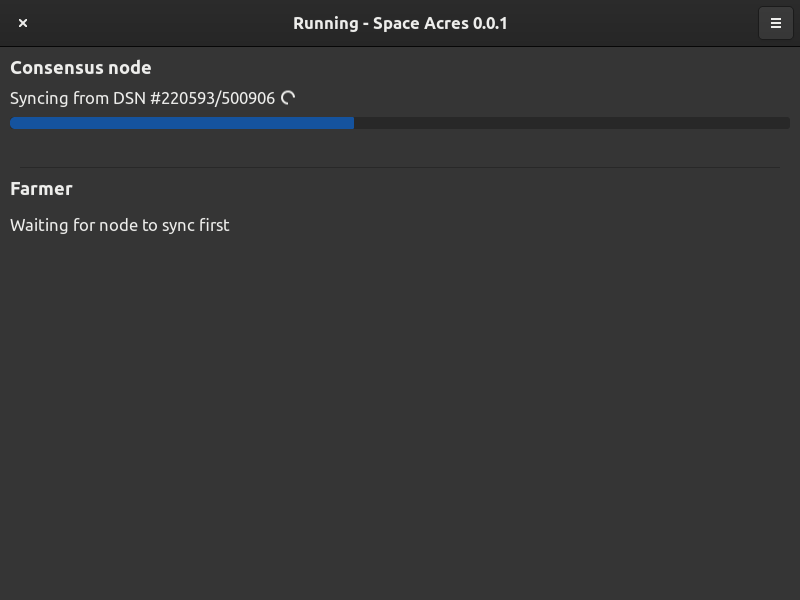 Running - Space Acres 0.0.1
Consensus node
Syncing from DSN #220593/500906
Farmer
Waiting for node to sync first